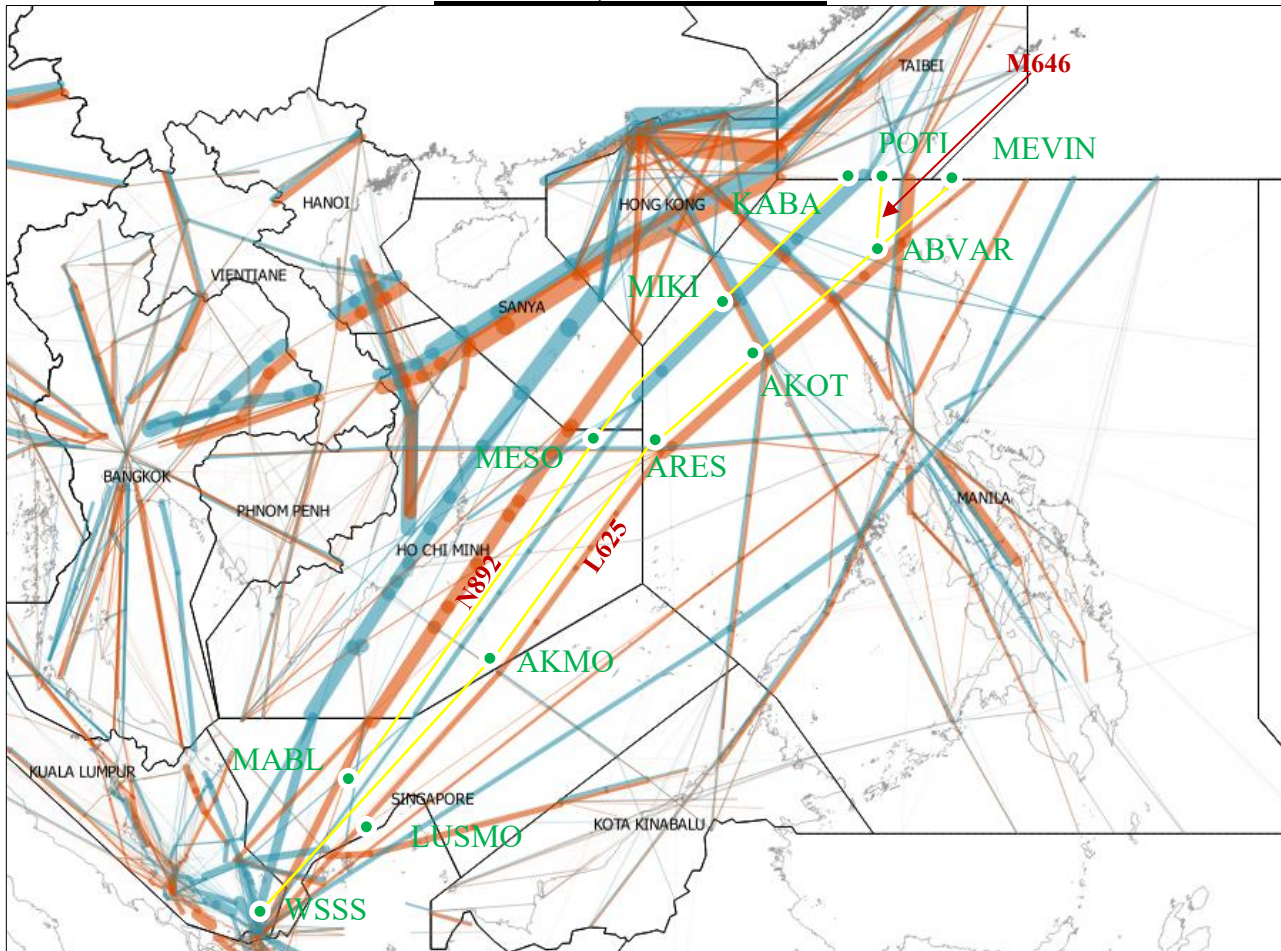 TAIBEI
M646
POTI
MEVIN
HANOI
HONG KONG
KABA
ABVAR
VIENTIANE
MIKI
SANYA
AKOT
MESO
ARES
BANGKOK
PHNOM PENH
MANILA
HO CHI MINH
L625
N892
AKMO
MABL
KUALA LUMPUR
SINGAPORE
KOTA KINABALU
LUSMO
WSSS